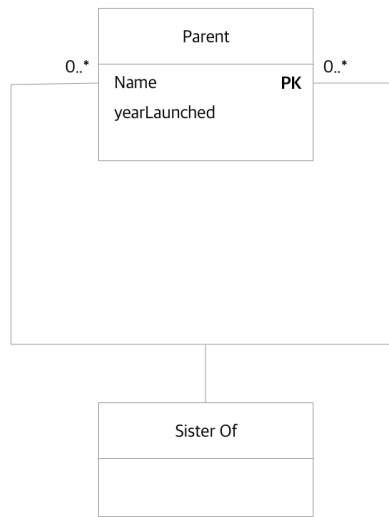 Parent
0..* 0..*
Name PK
yearLaunched
Sister Of